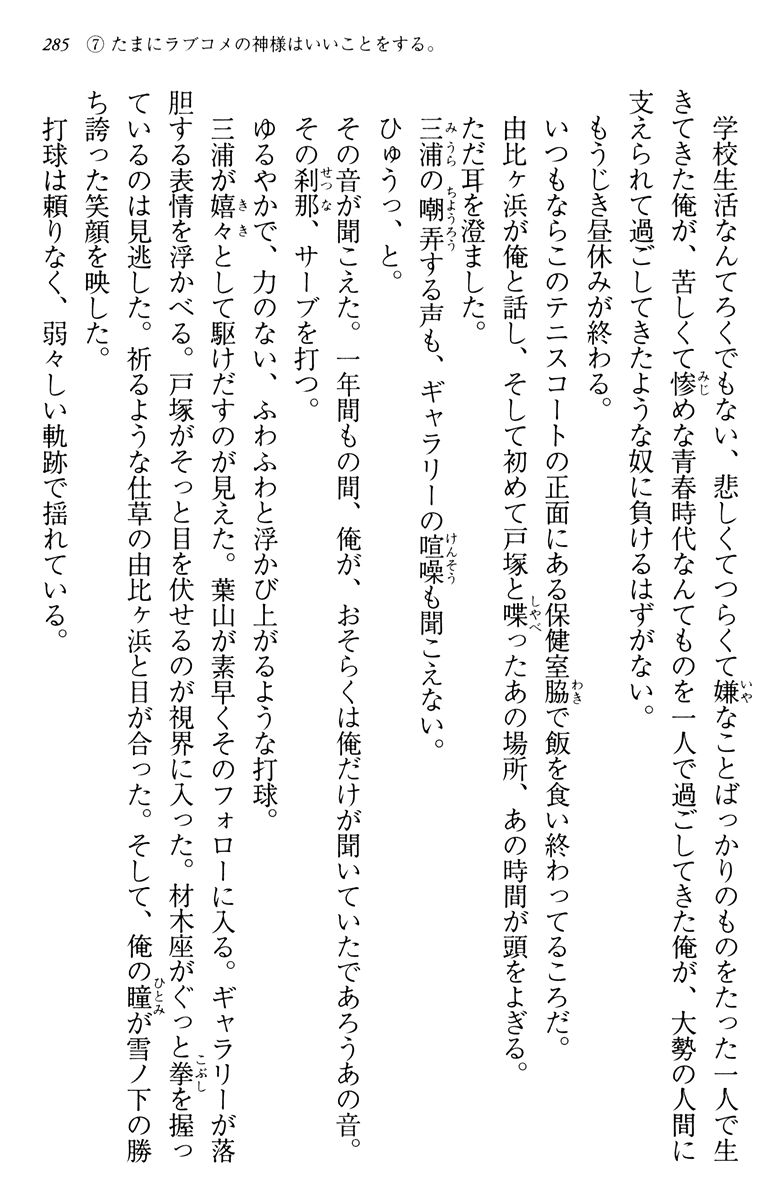 285 ⑦ たまにラブコメの神様はいいことをする。
学校生活なんてろくでもない、悲しくてつらくて嫌なことばっかりのものをたった一人で生
きてきた俺が、苦しくて惨めな青春時代なんてものを一人で過ごしてきた俺が、大勢の人間に
支えられて過ごしてきたような奴に負けるはずがない。
もうじき昼休みが終わる。
いつもならこのテニスコートの正面にある保健室脇で飯を食い終わってるころだ。
由比ヶ浜が俺と話し、そして初めて戸塚と喋ったあの場所、あの時間が頭をよぎる。
ただ耳を澄ました。
三浦の嘲弄する声も、ギャラリーの喧噪も聞こえない。
ひゅうっ、と。
その音が聞こえた。一年間もの間、俺が、おそらくは俺だけが聞いていたであろうあの音。
その刹那、サーブを打つ。
ゆるやかで、力のない、ふわふわと浮かび上がるような打球。
三浦が嬉々として駆けだすのが見えた。葉山が素早くそのフォローに入る。ギャラリーが落
胆する表情を浮かべる。戸塚がそっと目を伏せるのが視界に入った。材木座がぐっと拳を握っ
ているのは見逃した。祈るような仕草の由比ヶ浜と目が合った。そして、俺の瞳が雪ノ下の勝
ち誇った笑顔を映した。
打球は頼りなく、弱々しい軌跡で揺れている。